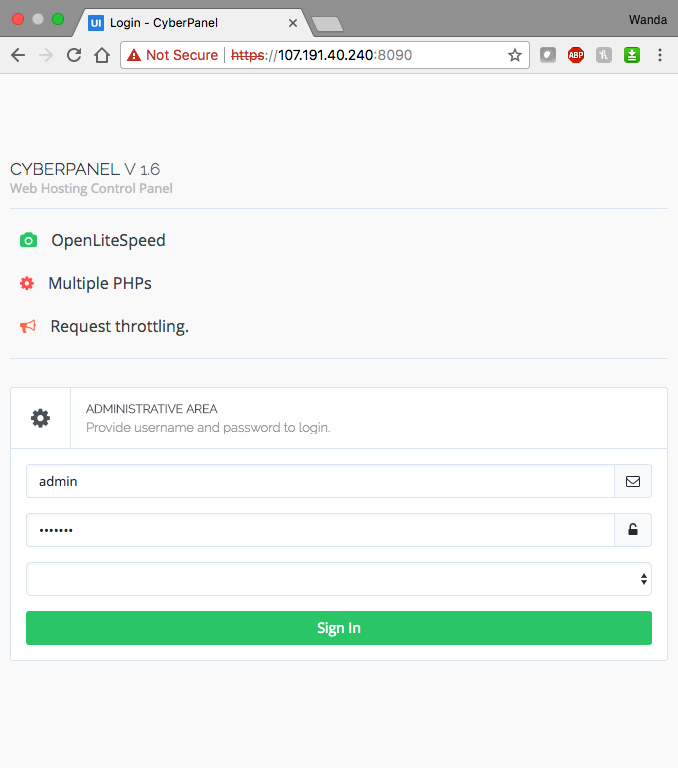 UI Login - CyberPanel
Wanda
Not Secure https://107.191.40.240:8090
ABP
CYBERPANEL V 1.6
Web Hosting Control Panel
OpenLiteSpeed
Multiple PHPs
Request throttling.
ADMINISTRATIVE AREA
Provide username and password to login.
admin
•••••••
Sign In